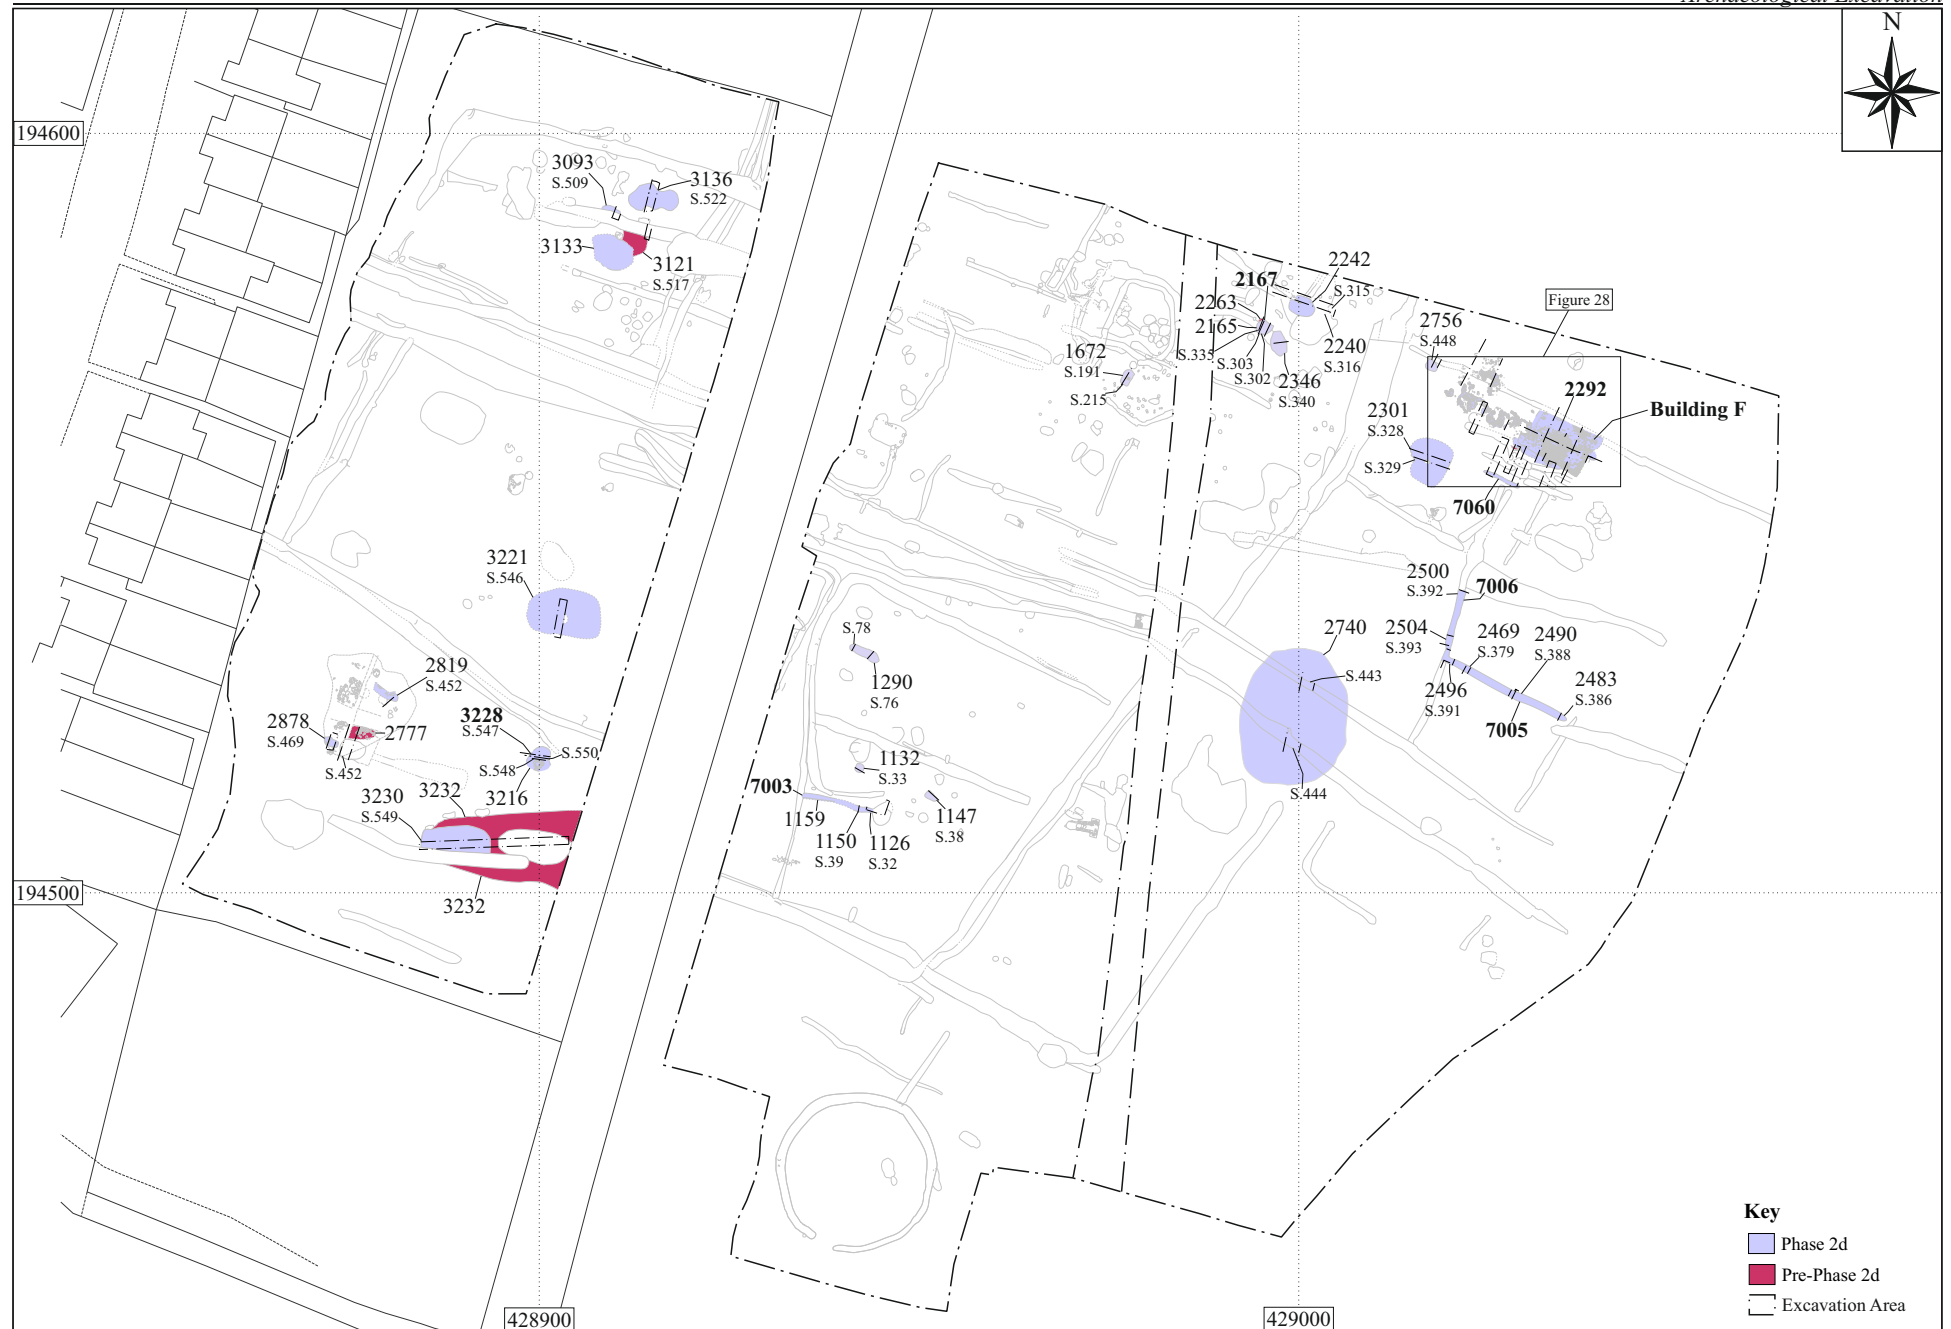 Archaeological Excavation
N
194600
3093
S.509
3136
S.522
3133
3121
S.517
2242
2167
S.315
2263
2165
S.335
S.303
S.302
2240
S.316
2346
S.340
1672
S.191
S.215
Figure 28
2756
S.448
2292
Building F
2301
S.328
S.329
7060
3221
S.546
2500
S.392
7006
2504
S.393
2469
S.379
2490
S.388
2483
S.386
2496
S.391
7005
2740
S.443
S.444
S.78
1290
S.76
2819
S.452
2878
S.469
2777
S.452
3228
S.547
S.550
S.548
3216
3230
S.549
3232
3232
1132
S.33
7003
1159
1150
S.39
1126
S.32
1147
S.38
194500
428900
429000
Key
Phase 2d
Pre-Phase 2d
Excavation Area